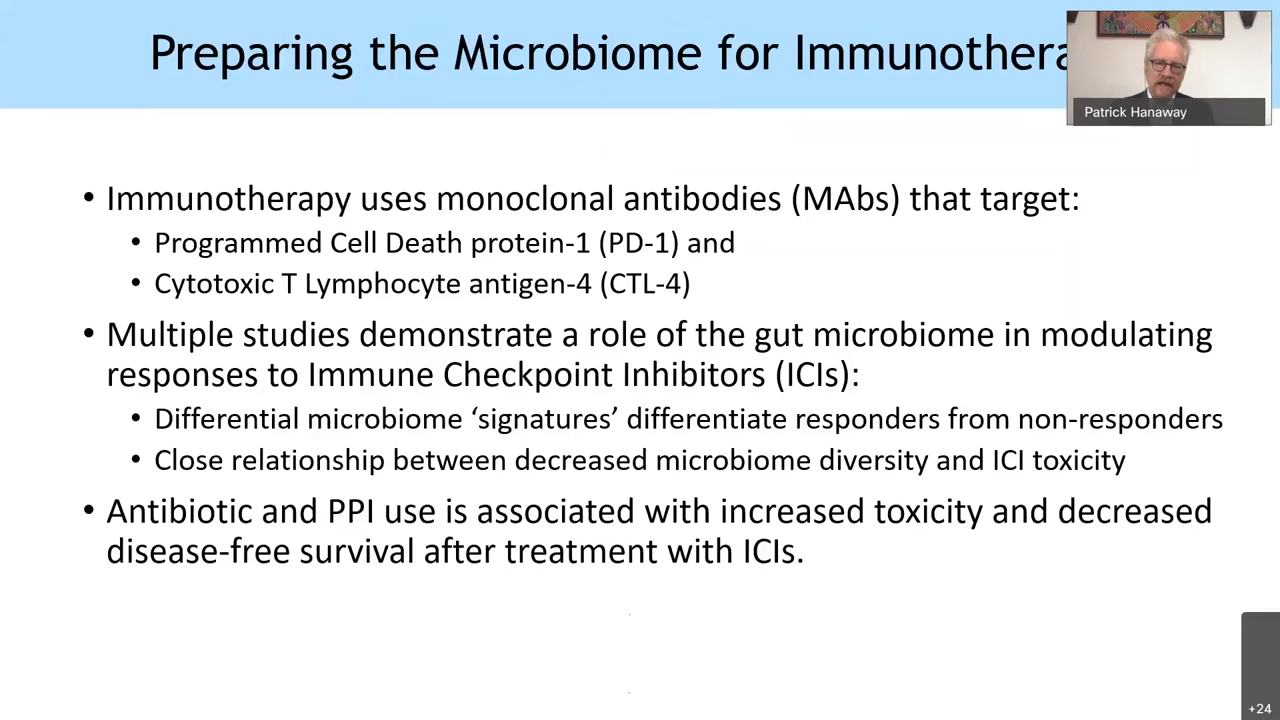 Preparing the Microbiome for Immunothera
Patrick Hanaway
• Immunotherapy uses monoclonal antibodies (MAbs) that target:
• Programmed Cell Death protein-1 (PD-1) and
• Cytotoxic T Lymphocyte antigen-4 (CTL-4)
• Multiple studies demonstrate a role of the gut microbiome in modulating
responses to Immune Checkpoint Inhibitors (ICIs):
• Differential microbiome ‘signatures’ differentiate responders from non-responders
• Close relationship between decreased microbiome diversity and ICI toxicity
• Antibiotic and PPI use is associated with increased toxicity and decreased
disease-free survival after treatment with ICIs.
+24